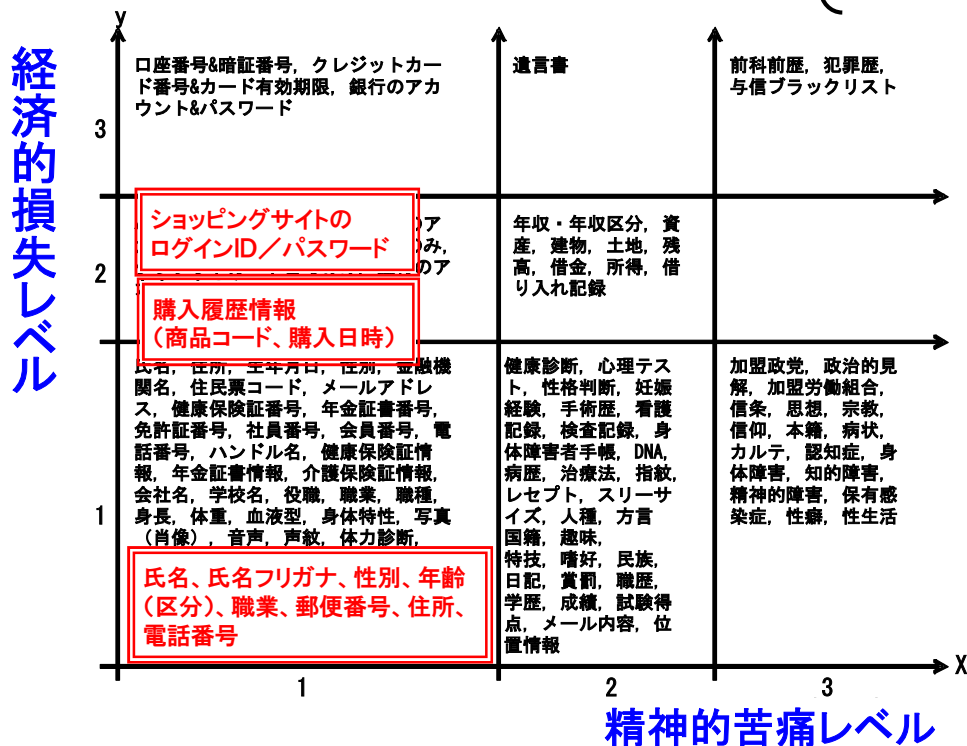 y
経済的損失レベル
3
口座番号&暗証番号, クレジットカー
ド番号&カード有効期限, 銀行のアカ
ウント&パスワード
遺言書
前科前歴, 犯罪歴,
与信ブラックリスト
2
ショッピングサイトの
ログインID／パスワード
ア
のみ,
のア
購入履歴情報
（商品コード、購入日時）
年収・年収区分, 資
産, 建物, 土地, 残
高, 借金, 所得, 借
り入れ記録
1
氏名, 住所, 生年月日, 性別, 金融機
関名, 住民票コード, メールアドレ
ス, 健康保険証番号, 年金証書番号,
免許証番号, 社員番号, 会員番号, 電
話番号, ハンドル名, 健康保険証情
報, 年金証書情報, 介護保険証情報,
会社名, 学校名, 役職, 職業, 職種,
身長, 体重, 血液型, 身体特性, 写真
（肖像）, 音声, 声紋, 体力診断,
氏名、氏名フリガナ、性別、年齢
（区分）、職業、郵便番号、住所、
電話番号
健康診断, 心理テス
ト, 性格判断, 妊娠
経験, 手術歴, 看護
記録, 検査記録, 身
体障害者手帳, DNA,
病歴, 治療法, 指紋,
レセプト, スリーサ
イズ, 人種, 方言
国籍, 趣味,
特技, 嗜好, 民族,
日記, 賞罰, 職歴,
学歴, 成績, 試験得
点, メール内容, 位
置情報
加盟政党, 政治的見
解, 加盟労働組合,
信条, 思想, 宗教,
信仰, 本籍, 病状,
カルテ, 認知症, 身
体障害, 知的障害,
精神的障害, 保有感
染症, 性癖, 性生活
X
1
2
3
精神的苦痛レベル